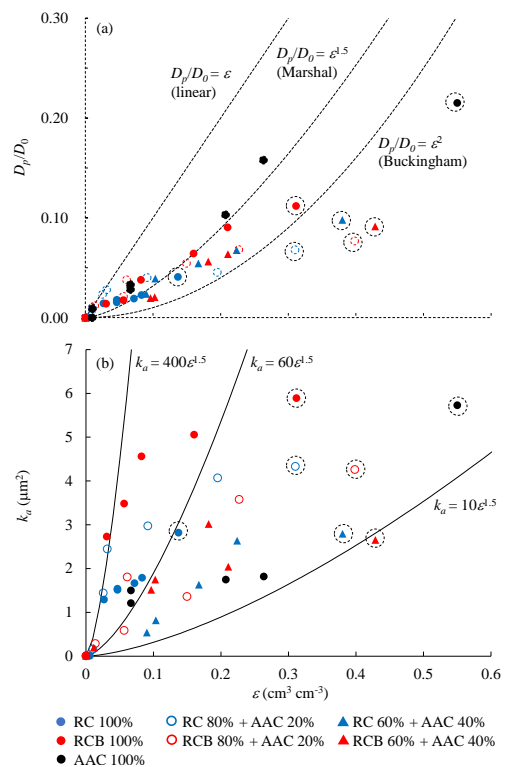 0.30
(a)
Dp/D0 = ε
(linear)
Dp/D0 = ε1.5
(Marshal)
0.20
Dp/D0
Dp/D0 = ε2
(Buckingham)
0.10
0.00
7
(b)
ka = 400ε1.5
ka = 60ε1.5
6
5
4
ka (μm2)
ka = 10ε1.5
3
2
1
0
0 0.1 0.2 0.3 0.4 0.5 0.6
ε (cm3 cm-3)
RC 100% RC 80% + AAC 20% RC 60% + AAC 40%
RCB 100% RCB 80% + AAC 20% RCB 60% + AAC 40%
AAC 100%